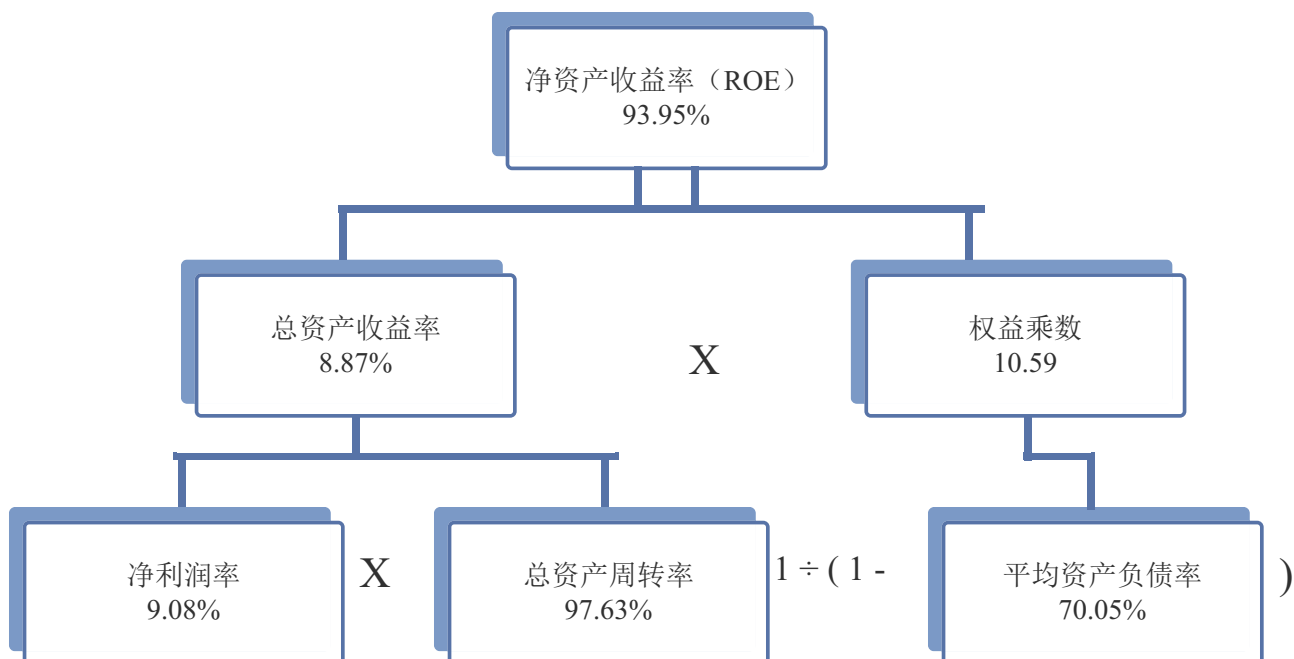 净资产收益率（ROE）
93.95%
总资产收益率
8.87%
X
权益乘数
10.59
净利润率
9.08%
X
总资产周转率
97.63%
1 ÷ ( 1 -
平均资产负债率
70.05%
)